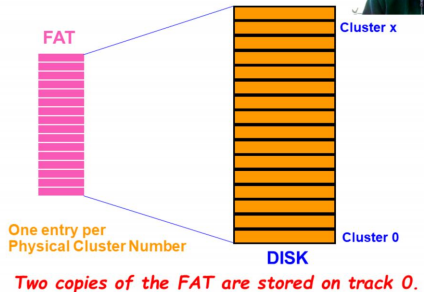 FAT
Cluster x
One entry per
Physical Cluster Number
Cluster 0
DISK
Two copies of the FAT are stored on track 0.